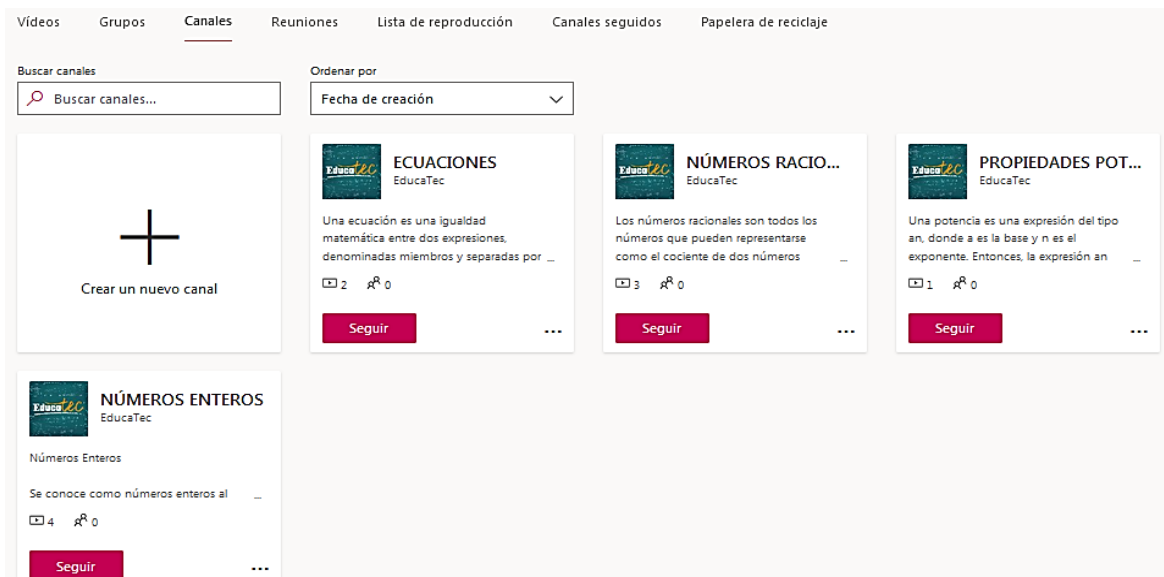 Vídeos Grupos Canales Reuniones Lista de reproducción Canales seguidos Papelera de reciclaje
Buscar canales
Buscar canales...
Ordenar por
Fecha de creación
Crear un nuevo canal
Educatec
ECUACIONES
EducaTec
Una ecuación es una igualdad
matemática entre dos expresiones,
denominadas miembros y separadas por ...
2 0
Seguir ...
Educatec
NÚMEROS RACIO...
EducaTec
Los números racionales son todos los
números que pueden representarse
como el cociente de dos números ...
3 0
Seguir ...
Educatec
PROPIEDADES POT...
EducaTec
Una potencia es una expresión del tipo
an, donde a es la base y n es el
exponente. Entonces, la expresión an ...
1 0
Seguir ...
Educatec
NÚMEROS ENTEROS
EducaTec
Números Enteros
Se conoce como números enteros al ...
4 0
Seguir ...